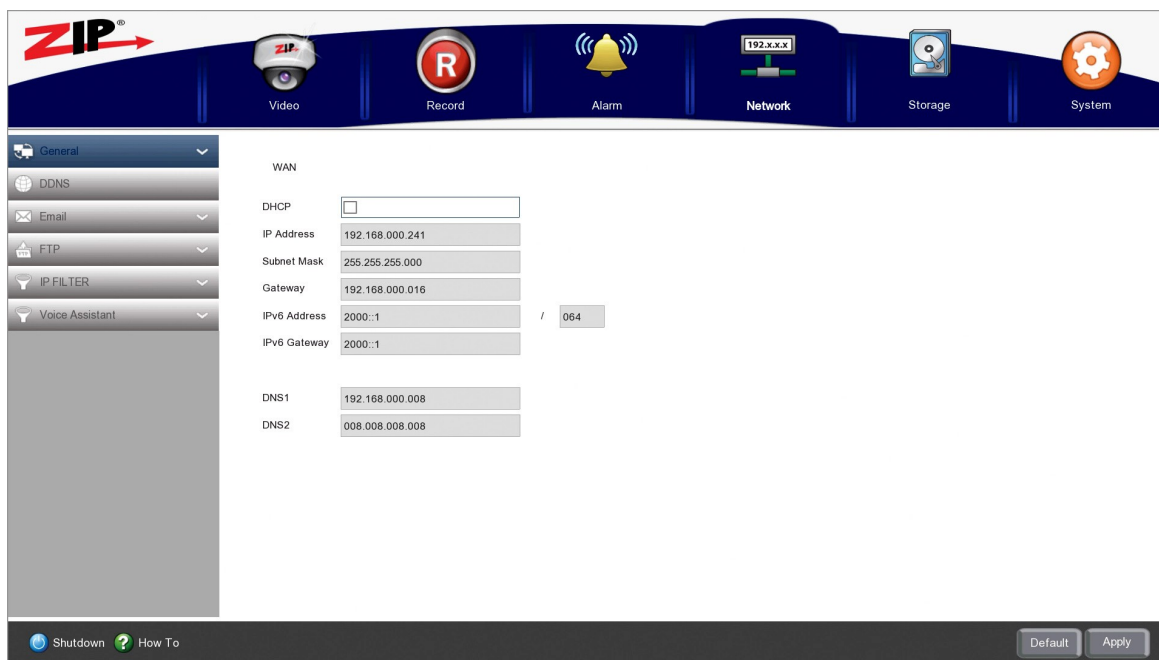 ZIP®
ZIP
R
192.x.x.x
Video
Record
Alarm
Network
Storage
System
General
DDNS
Email
FTP
FTP
IP FILTER
Voice Assistant
WAN
DHCP
IP Address 192.168.000.241
Subnet Mask 255.255.255.000
Gateway 192.168.000.016
IPv6 Address 2000::1 / 064
IPv6 Gateway 2000::1
DNS1 192.168.000.008
DNS2 008.008.008.008
Shutdown ? How To
Default Apply